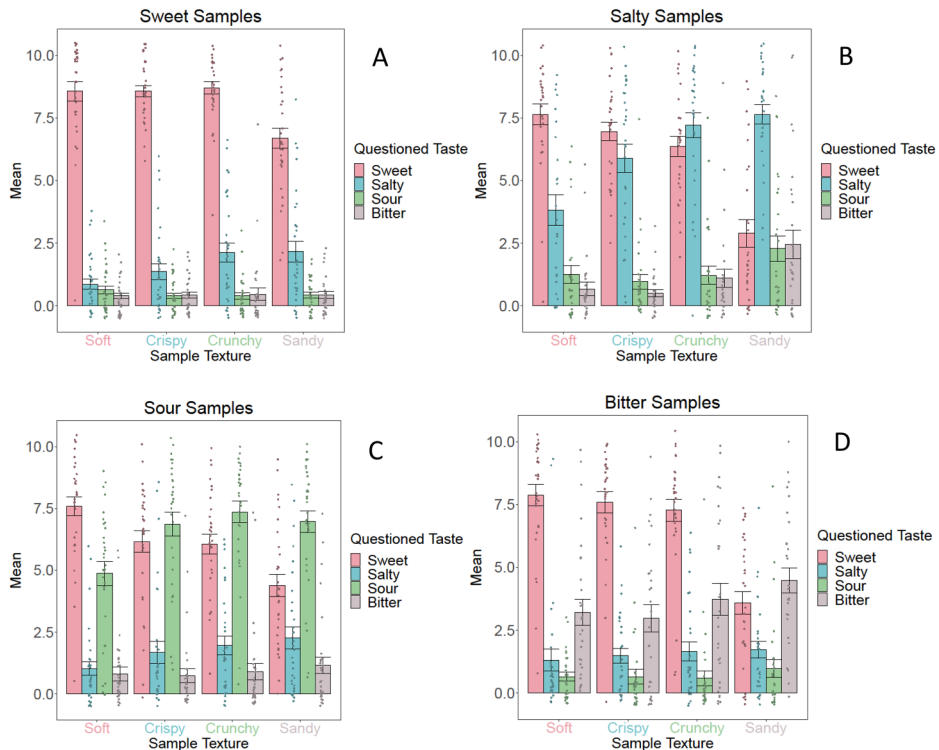 Sweet Samples
A
10.0
7.5
5.0
2.5
0.0
Mean
Soft Crispy Crunchy Sandy
Sample Texture
Questioned Taste
Sweet
Salty
Sour
Bitter
Salty Samples
B
10.0
7.5
5.0
2.5
0.0
Mean
Soft Crispy Crunchy Sandy
Sample Texture
Questioned Taste
Sweet
Salty
Sour
Bitter
Sour Samples
C
10.0
7.5
5.0
2.5
0.0
Mean
Soft Crispy Crunchy Sandy
Sample Texture
Questioned Taste
Sweet
Salty
Sour
Bitter
Bitter Samples
D
10.0
7.5
5.0
2.5
0.0
Mean
Soft Crispy Crunchy Sandy
Sample Texture
Questioned Taste
Sweet
Salty
Sour
Bitter